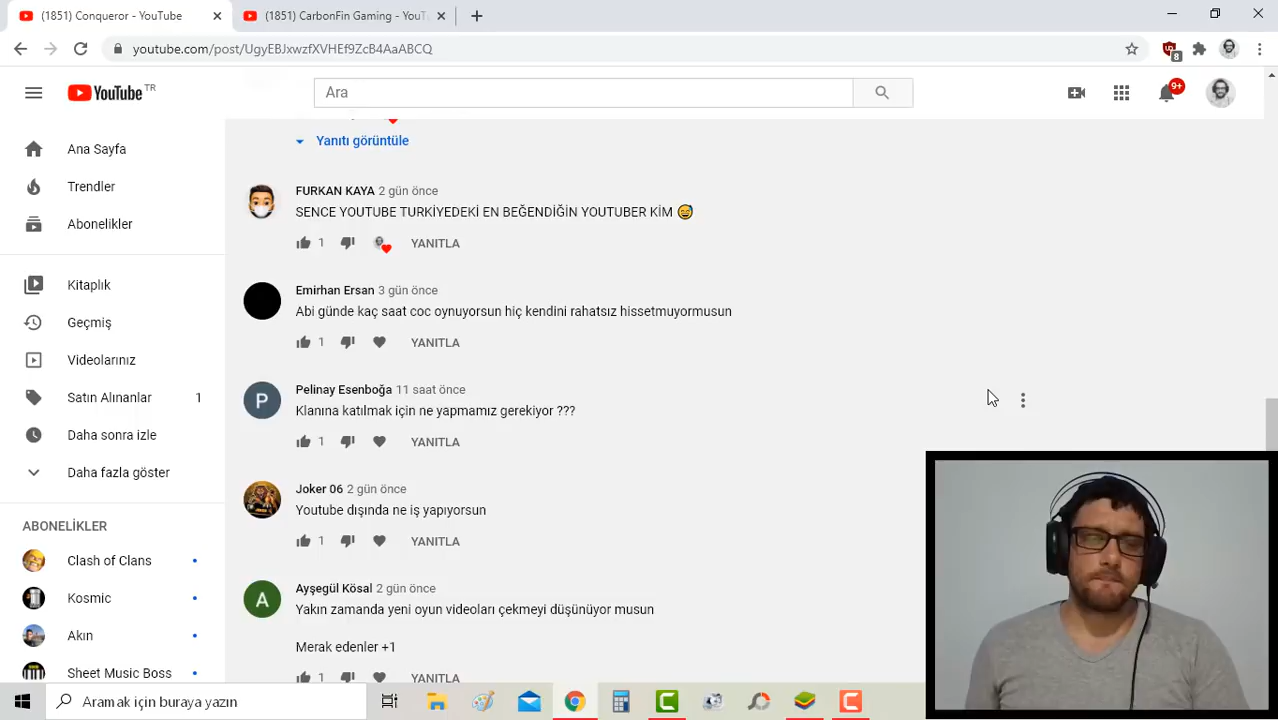 (1851) Conqueror - YouTube
(1851) CarbonFin Gaming - YouT
youtube.com/post/UgyEBJxwzfXVHEf9ZcB4AaABCQ
8
YouTube TR
Ara
9+
Ana Sayfa
Trendler
Abonelikler
Kitaplık
Geçmiş
Videolarınız
Satın Alınanlar 1
Daha sonra izle
Daha fazla göster
ABONELİKLER
Clash of Clans
Kosmic
Akın
Sheet Music Boss
Yanıtı görüntüle
FURKAN KAYA 2 gün önce
SENCE YOUTUBE TURKİYEDEKİ EN BEĞENDİĞİN YOUTUBER KİM 😅
1 YANITLA
Emirhan Ersan 3 gün önce
Abi günde kaç saat coc oynuyorsun hiç kendini rahatsız hissetmuyormusun
1 YANITLA
P
Pelinay Esenboğa 11 saat önce
Klanına katılmak için ne yapmamız gerekiyor ???
1 YANITLA
Joker 06 2 gün önce
Youtube dışında ne iş yapıyorsun
1 YANITLA
A
Ayşegül Kösal 2 gün önce
Yakın zamanda yeni oyun videoları çekmeyi düşünüyor musun
Merak edenler +1
1 YANITLA
Aramak için buraya yazın